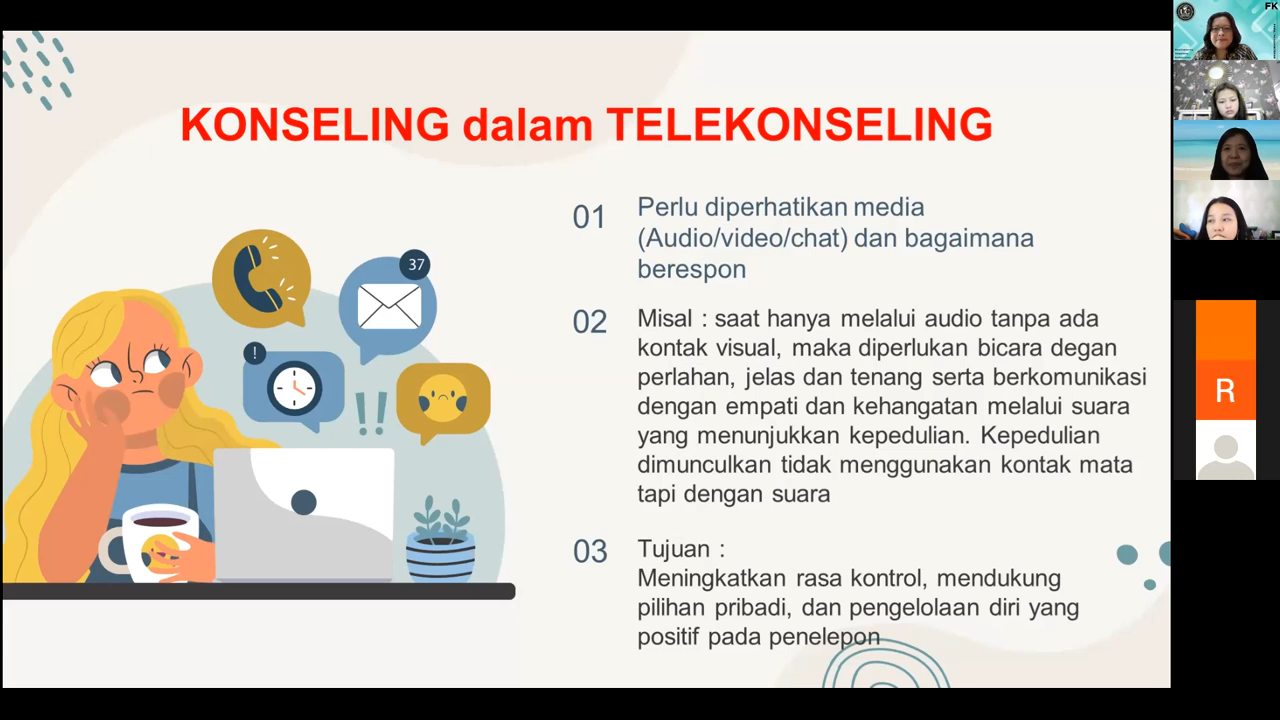 FK
KONSELING dalam TELEKONSELING
01
Perlu diperhatikan media
(Audio/video/chat) dan bagaimana
berespon
37
02
Misal : saat hanya melalui audio tanpa ada
kontak visual, maka diperlukan bicara degan
perlahan, jelas dan tenang serta berkomunikasi
dengan empati dan kehangatan melalui suara
yang menunjukkan kepedulian. Kepedulian
dimunculkan tidak menggunakan kontak mata
tapi dengan suara
!
!!
R
03
Tujuan :
Meningkatkan rasa kontrol, mendukung
pilihan pribadi, dan pengelolaan diri yang
positif pada penelepon